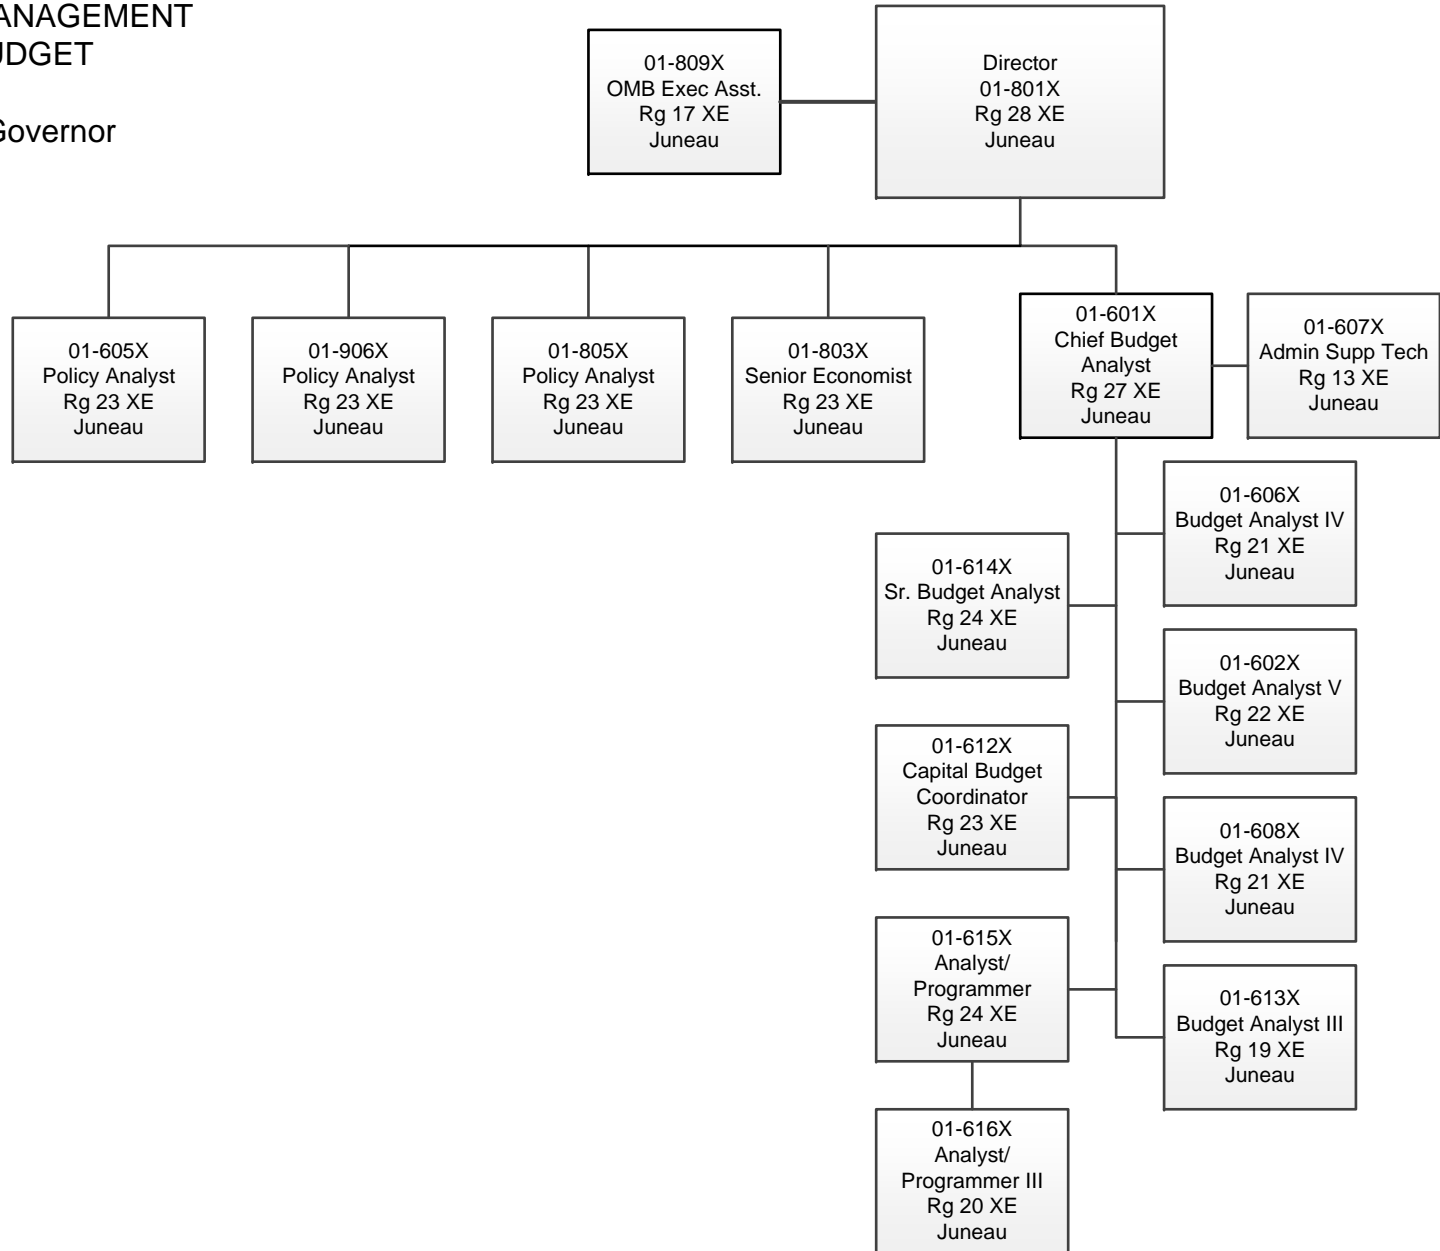 UDGET
Governor
01-809X
OMB Exec Asst.
Rg 17 XE
Juneau
Director
01-801X
Rg 28 XE
Juneau
01-605X
Policy Analyst
Rg 23 XE
Juneau
01-906X
Policy Analyst
Rg 23 XE
Juneau
01-805X
Policy Analyst
Rg 23 XE
Juneau
01-803X
Senior Economist
Rg 23 XE
Juneau
01-601X
Chief Budget
Analyst
Rg 27 XE
Juneau
01-607X
Admin Supp Tech
Rg 13 XE
Juneau
01-614X
Sr. Budget Analyst
Rg 24 XE
Juneau
01-612X
Capital Budget
Coordinator
Rg 23 XE
Juneau
01-615X
Analyst/
Programmer
Rg 24 XE
Juneau
01-616X
Analyst/
Programmer III
Rg 20 XE
Juneau
01-606X
Budget Analyst IV
Rg 21 XE
Juneau
01-602X
Budget Analyst V
Rg 22 XE
Juneau
01-608X
Budget Analyst IV
Rg 21 XE
Juneau
01-613X
Budget Analyst III
Rg 19 XE
Juneau